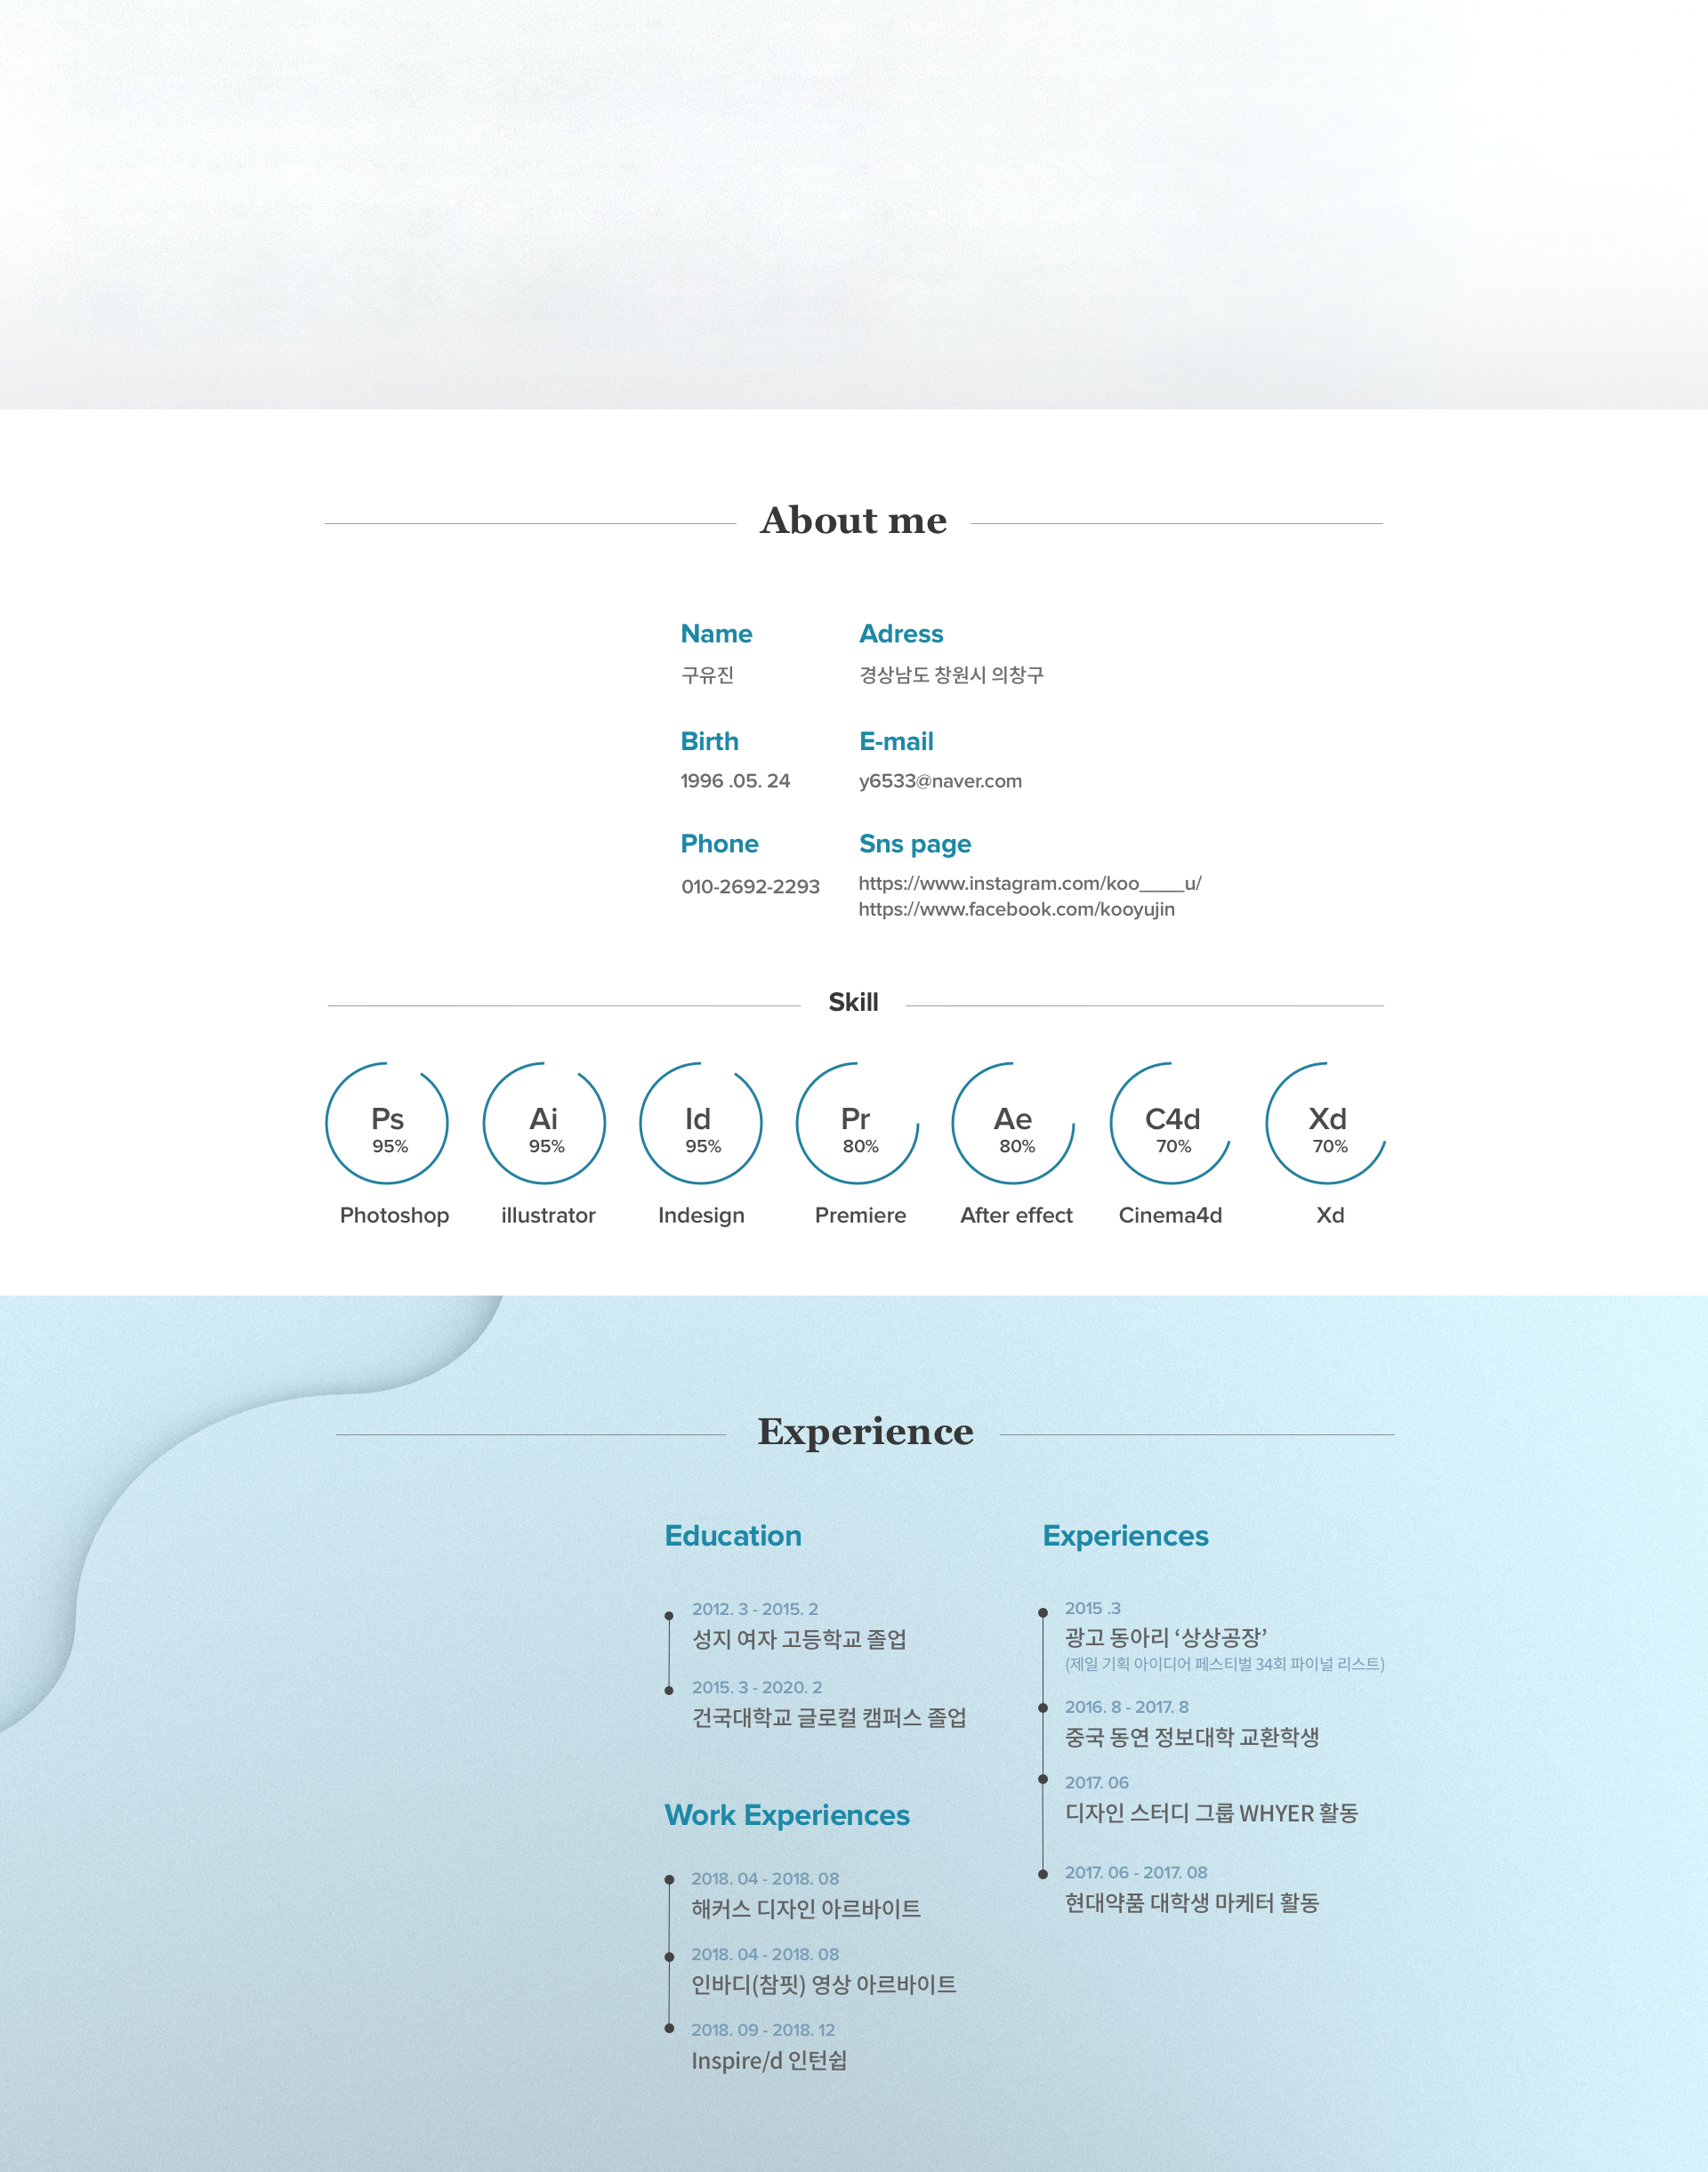 About me
Name
구유진
Adress
경상남도 창원시 의창구
Birth
1996 .05. 24
E-mail
y6533@naver.com
Phone
010-2692-2293
Sns page
https://www.instagram.com/koo____u/
https://www.facebook.com/kooyujin
Skill
Ps
95%
Photoshop
Ai
95%
illustrator
Id
95%
Indesign
Pr
80%
Premiere
Ae
80%
After effect
C4d
70%
Cinema4d
Xd
70%
Xd
Experience
Education
2012. 3 - 2015. 2
성지 여자 고등학교 졸업
2015. 3 - 2020. 2
건국대학교 글로컬 캠퍼스 졸업
Work Experiences
2018. 04 - 2018. 08
해커스 디자인 아르바이트
2018. 04 - 2018. 08
인바디(참핏) 영상 아르바이트
2018. 09 - 2018. 12
Inspire/d 인턴쉽
Experiences
2015 .3
광고 동아리 ‘상상공장’
(제일 기획 아이디어 페스티벌 34회 파이널 리스트)
2016. 8 - 2017. 8
중국 동연 정보대학 교환학생
2017. 06
디자인 스터디 그룹 WHYER 활동
2017. 06 - 2017. 08
현대약품 대학생 마케터 활동